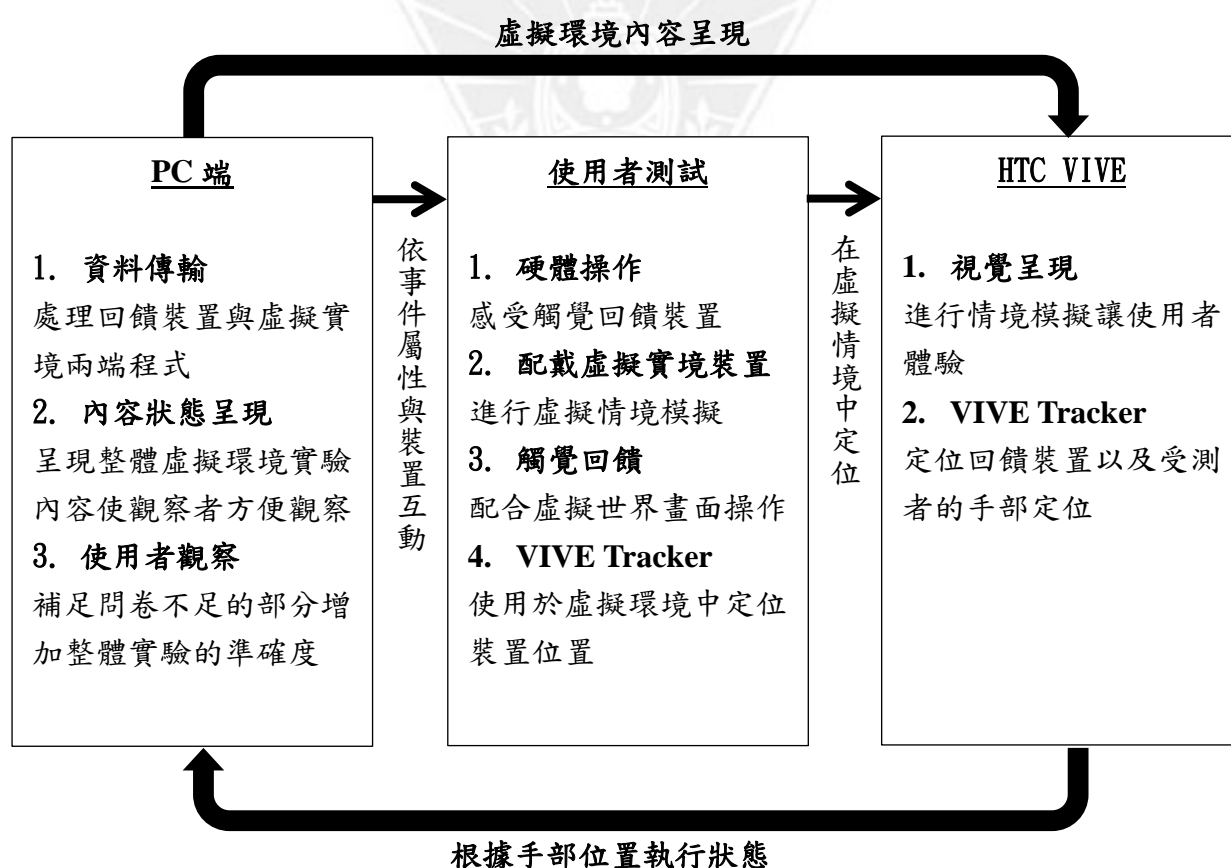 虛擬環境內容呈現
PC 端
1. 資料傳輸
處理回饋裝置與虛擬實
境兩端程式
2. 內容狀態呈現
呈現整體虛擬環境實驗
內容使觀察者方便觀察
3. 使用者觀察
補足問卷不足的部分增
加整體實驗的準確度
依事件屬性與裝置互動
使用者測試
1. 硬體操作
感受觸覺回饋裝置
2. 配戴虛擬實境裝置
進行虛擬情境模擬
3. 觸覺回饋
配合虛擬世界畫面操作
4. VIVE Tracker
使用於虛擬環境中定位
裝置位置
在虛擬情境中定位
HTC VIVE
1. 視覺呈現
進行情境模擬讓使用者
體驗
2. VIVE Tracker
定位回饋裝置以及受測
者的手部定位
根據手部位置執行狀態